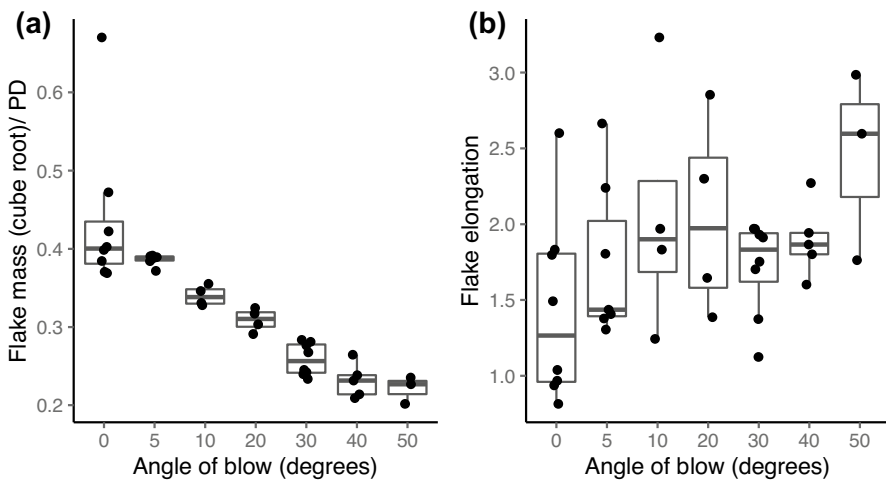 (a)
Flake mass (cube root)/ PD
0.6
0.5
0.4
0.3
0.2
0 5 10 20 30 40 50
Angle of blow (degrees)
(b)
Flake elongation
3.0
2.5
2.0
1.5
1.0
0 5 10 20 30 40 50
Angle of blow (degrees)